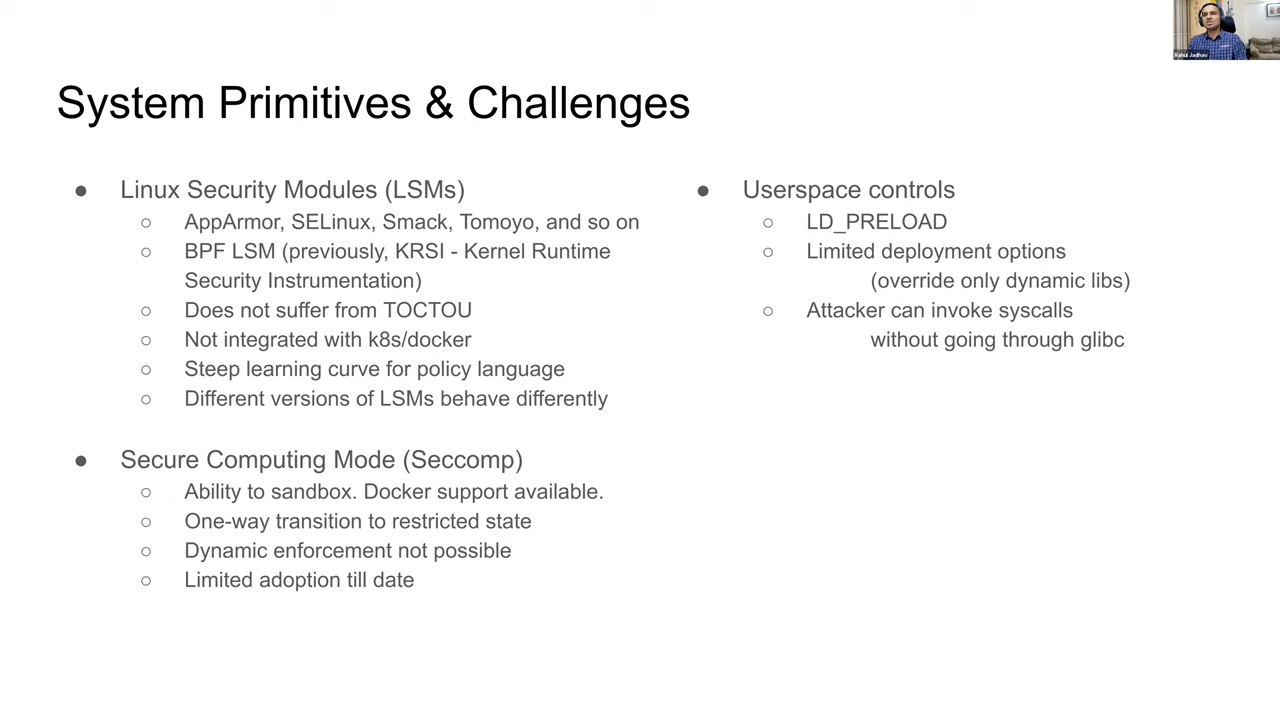 System Primitives & Challenges
● Linux Security Modules (LSMs)
○ AppArmor, SELinux, Smack, Tomoyo, and so on
○ BPF LSM (previously, KRSI - Kernel Runtime
Security Instrumentation)
○ Does not suffer from TOCTOU
○ Not integrated with k8s/docker
○ Steep learning curve for policy language
○ Different versions of LSMs behave differently
● Secure Computing Mode (Seccomp)
○ Ability to sandbox. Docker support available.
○ One-way transition to restricted state
○ Dynamic enforcement not possible
○ Limited adoption till date
● Userspace controls
○ LD_PRELOAD
○ Limited deployment options
(override only dynamic libs)
○ Attacker can invoke syscalls
without going through glibc
Rahul Jadhav